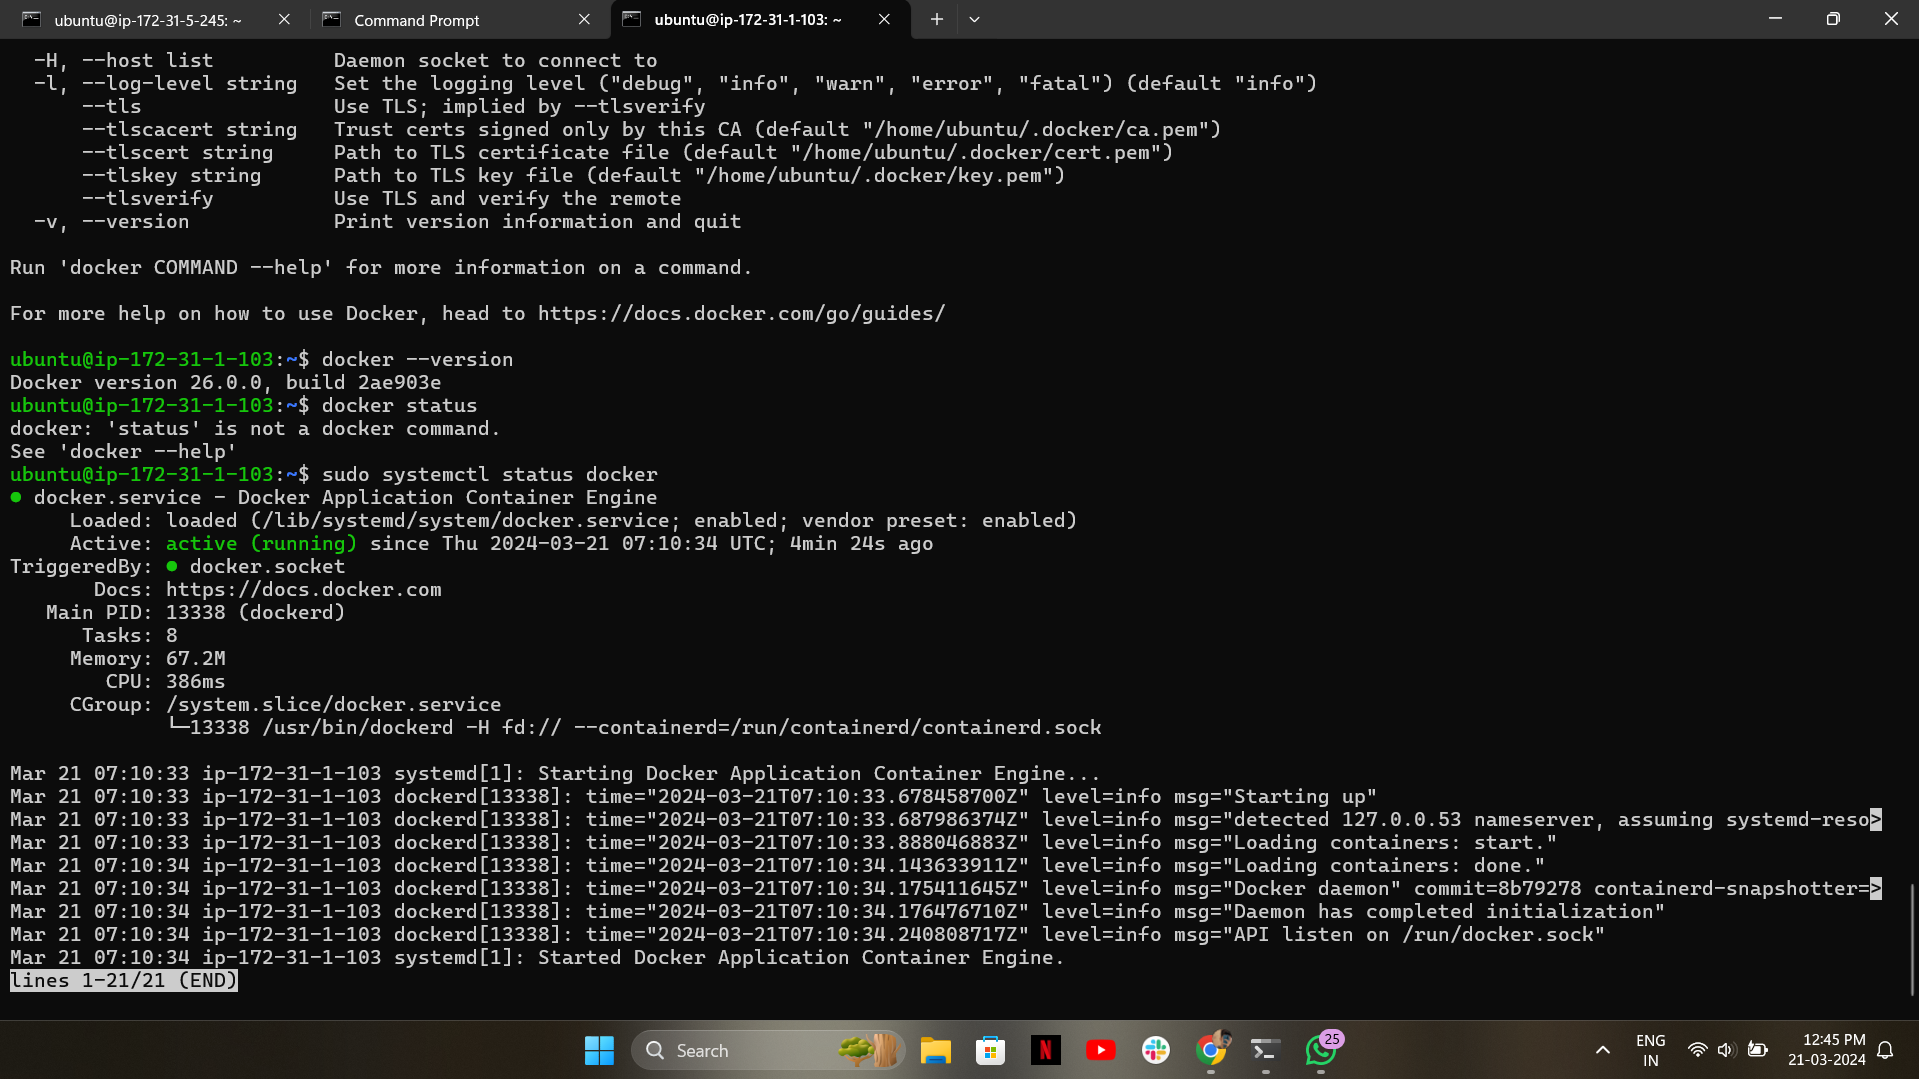 ubuntu@ip-172-31-5-245: ~
Command Prompt
ubuntu@ip-172-31-1-103: ~
  -H, --host list          Daemon socket to connect to
  -l, --log-level string   Set the logging level ("debug", "info", "warn", "error", "fatal") (default "info")
      --tls                Use TLS; implied by --tlsverify
      --tlscacert string   Trust certs signed only by this CA (default "/home/ubuntu/.docker/ca.pem")
      --tlscert string     Path to TLS certificate file (default "/home/ubuntu/.docker/cert.pem")
      --tlskey string      Path to TLS key file (default "/home/ubuntu/.docker/key.pem")
      --tlsverify          Use TLS and verify the remote
  -v, --version            Print version information and quit
Run 'docker COMMAND --help' for more information on a command.
For more help on how to use Docker, head to https://docs.docker.com/go/guides/
ubuntu@ip-172-31-1-103:~$ docker --version
Docker version 26.0.0, build 2ae903e
ubuntu@ip-172-31-1-103:~$ docker status
docker: 'status' is not a docker command.
See 'docker --help'
ubuntu@ip-172-31-1-103:~$ sudo systemctl status docker
● docker.service - Docker Application Container Engine
     Loaded: loaded (/lib/systemd/system/docker.service; enabled; vendor preset: enabled)
     Active: active (running) since Thu 2024-03-21 07:10:34 UTC; 4min 24s ago
TriggeredBy: ● docker.socket
       Docs: https://docs.docker.com
   Main PID: 13338 (dockerd)
      Tasks: 8
     Memory: 67.2M
        CPU: 386ms
     CGroup: /system.slice/docker.service
             └─13338 /usr/bin/dockerd -H fd:// --containerd=/run/containerd/containerd.sock
Mar 21 07:10:33 ip-172-31-1-103 systemd[1]: Starting Docker Application Container Engine...
Mar 21 07:10:33 ip-172-31-1-103 dockerd[13338]: time="2024-03-21T07:10:33.678458700Z" level=info msg="Starting up"
Mar 21 07:10:33 ip-172-31-1-103 dockerd[13338]: time="2024-03-21T07:10:33.687986374Z" level=info msg="detected 127.0.0.53 nameserver, assuming systemd-reso>
Mar 21 07:10:33 ip-172-31-1-103 dockerd[13338]: time="2024-03-21T07:10:33.888046883Z" level=info msg="Loading containers: start."
Mar 21 07:10:34 ip-172-31-1-103 dockerd[13338]: time="2024-03-21T07:10:34.143633911Z" level=info msg="Loading containers: done."
Mar 21 07:10:34 ip-172-31-1-103 dockerd[13338]: time="2024-03-21T07:10:34.175411645Z" level=info msg="Docker daemon" commit=8b79278 containerd-snapshotter=>
Mar 21 07:10:34 ip-172-31-1-103 dockerd[13338]: time="2024-03-21T07:10:34.176476710Z" level=info msg="Daemon has completed initialization"
Mar 21 07:10:34 ip-172-31-1-103 dockerd[13338]: time="2024-03-21T07:10:34.240808717Z" level=info msg="API listen on /run/docker.sock"
Mar 21 07:10:34 ip-172-31-1-103 systemd[1]: Started Docker Application Container Engine.
lines 1-21/21 (END)
Search
N
25
ENG
IN
12:45 PM
21-03-2024